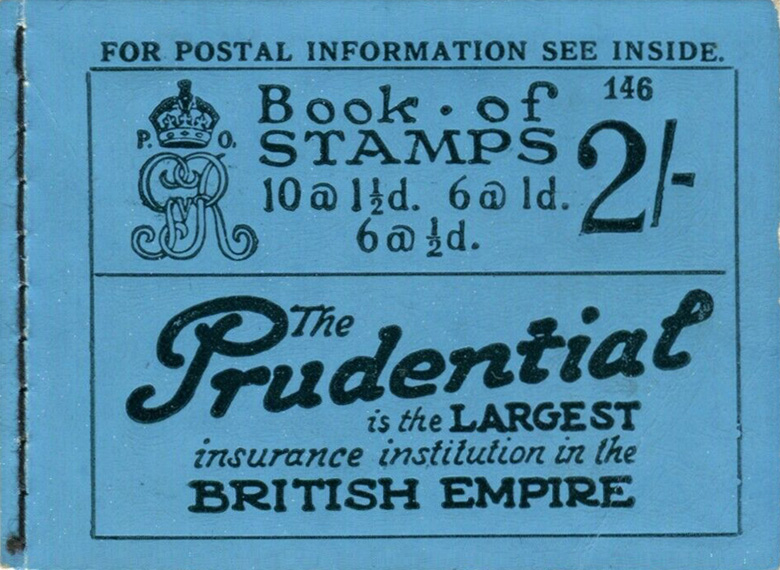 FOR POSTAL INFORMATION SEE INSIDE.
146
P. O.
GR
Book · of
STAMPS 2/-
10 @ 1½d. 6 @ 1d.
6 @ ½d.
The
Prudential
is the LARGEST
insurance institution in the
BRITISH EMPIRE